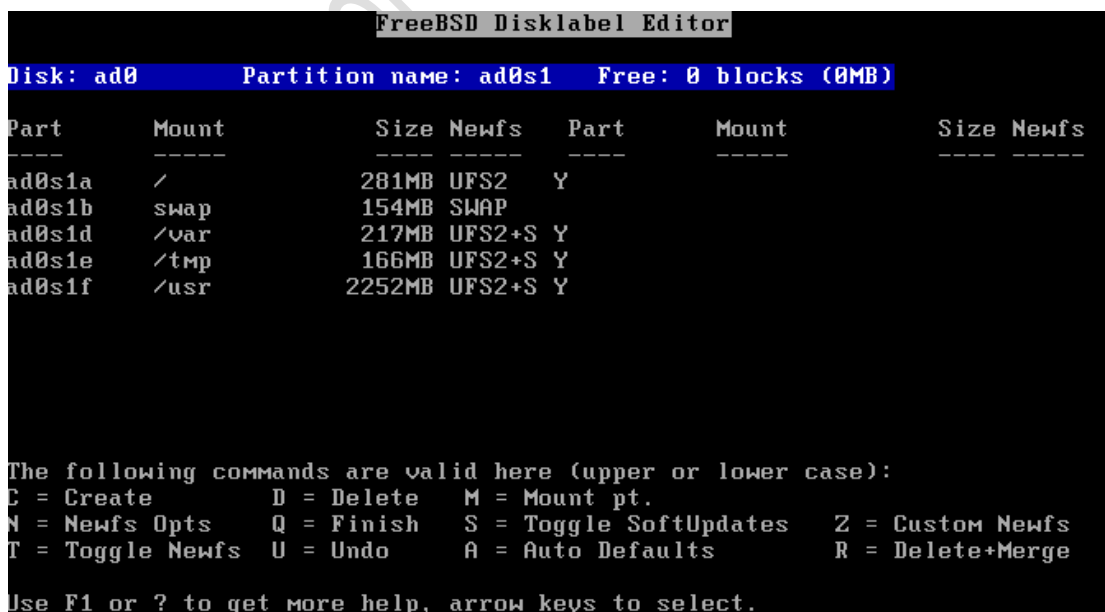 FreeBSD Disklabel Editor
Disk: ad0 Partition name: ad0s1 Free: 0 blocks (0MB)
Part Mount Size Newfs Part Mount Size Newfs
---- ----- ---- ----- ---- ----- ---- -----
ad0s1a / 281MB UFS2 Y
ad0s1b swap 154MB SWAP
ad0s1d /var 217MB UFS2+S Y
ad0s1e /tmp 166MB UFS2+S Y
ad0s1f /usr 2252MB UFS2+S Y
The following commands are valid here (upper or lower case):
C = Create D = Delete M = Mount pt.
N = Newfs Opts Q = Finish S = Toggle SoftUpdates Z = Custom Newfs
T = Toggle Newfs U = Undo A = Auto Defaults R = Delete+Merge
Use F1 or ? to get more help, arrow keys to select.